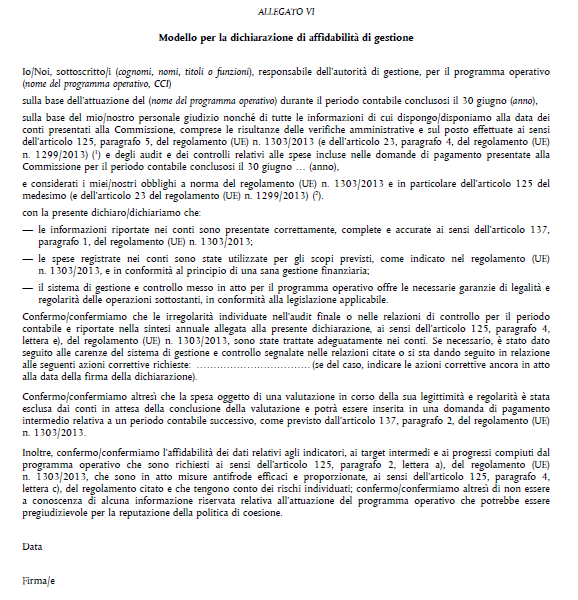 ALLEGATO VI
Modello per la dichiarazione di affidabilità di gestione
Io/Noi, sottoscritto/i (cognomi, nomi, titoli o funzioni), responsabile dell'autorità di gestione, per il programma operativo
(nome del programma operativo, CCI)
sulla base dell'attuazione del (nome del programma operativo) durante il periodo contabile conclusosi il 30 giugno (anno),
sulla base del mio/nostro personale giudizio nonché di tutte le informazioni di cui dispongo/disponiamo alla data dei
conti presentati alla Commissione, comprese le risultanze delle verifiche amministrative e sul posto effettuate ai sensi
dell'articolo 125, paragrafo 5, del regolamento (UE) n. 1303/2013 (e dell'articolo 23, paragrafo 4, del regolamento (UE)
n. 1299/2013) (¹) e degli audit e dei controlli relativi alle spese incluse nelle domande di pagamento presentate alla
Commissione per il periodo contabile conclusosi il 30 giugno … (anno),
e considerati i miei/nostri obblighi a norma del regolamento (UE) n. 1303/2013 e in particolare dell'articolo 125 del
medesimo (e dell'articolo 23 del regolamento (UE) n. 1299/2013) (²).
con la presente dichiaro/dichiariamo che:
— le informazioni riportate nei conti sono presentate correttamente, complete e accurate ai sensi dell'articolo 137,
paragrafo 1, del regolamento (UE) n. 1303/2013;
— le spese registrate nei conti sono state utilizzate per gli scopi previsti, come indicato nel regolamento (UE)
n. 1303/2013, e in conformità al principio di una sana gestione finanziaria;
— il sistema di gestione e controllo messo in atto per il programma operativo offre le necessarie garanzie di legalità e
regolarità delle operazioni sottostanti, in conformità alla legislazione applicabile.
Confermo/confermiamo che le irregolarità individuate nell'audit finale o nelle relazioni di controllo per il periodo
contabile e riportate nella sintesi annuale allegata alla presente dichiarazione, ai sensi dell'articolo 125, paragrafo 4,
lettera e), del regolamento (UE) n. 1303/2013, sono state trattate adeguatamente nei conti. Se necessario, è stato dato
seguito alle carenze del sistema di gestione e controllo segnalate nelle relazioni citate o si sta dando seguito in relazione
alle seguenti azioni correttive richieste: ………………………… (se del caso, indicare le azioni correttive ancora in atto
alla data della firma della dichiarazione).
Confermo/confermiamo altresì che la spesa oggetto di una valutazione in corso della sua legittimità e regolarità è stata
esclusa dai conti in attesa della conclusione della valutazione e potrà essere inserita in una domanda di pagamento
intermedio relativa a un periodo contabile successivo, come previsto dall'articolo 137, paragrafo 2, del regolamento (UE)
n. 1303/2013.
Inoltre, confermo/confermiamo l'affidabilità dei dati relativi agli indicatori, ai target intermedi e ai progressi compiuti dal
programma operativo che sono richiesti ai sensi dell'articolo 125, paragrafo 2, lettera a), del regolamento (UE)
n. 1303/2013, che sono in atto misure antifrode efficaci e proporzionate, ai sensi dell'articolo 125, paragrafo 4,
lettera c), del regolamento citato e che tengono conto dei rischi individuati; confermo/confermiamo altresì di non essere
a conoscenza di alcuna informazione riservata relativa all'attuazione del programma operativo che potrebbe essere
pregiudizievole per la reputazione della politica di coesione.
Data
Firma/e